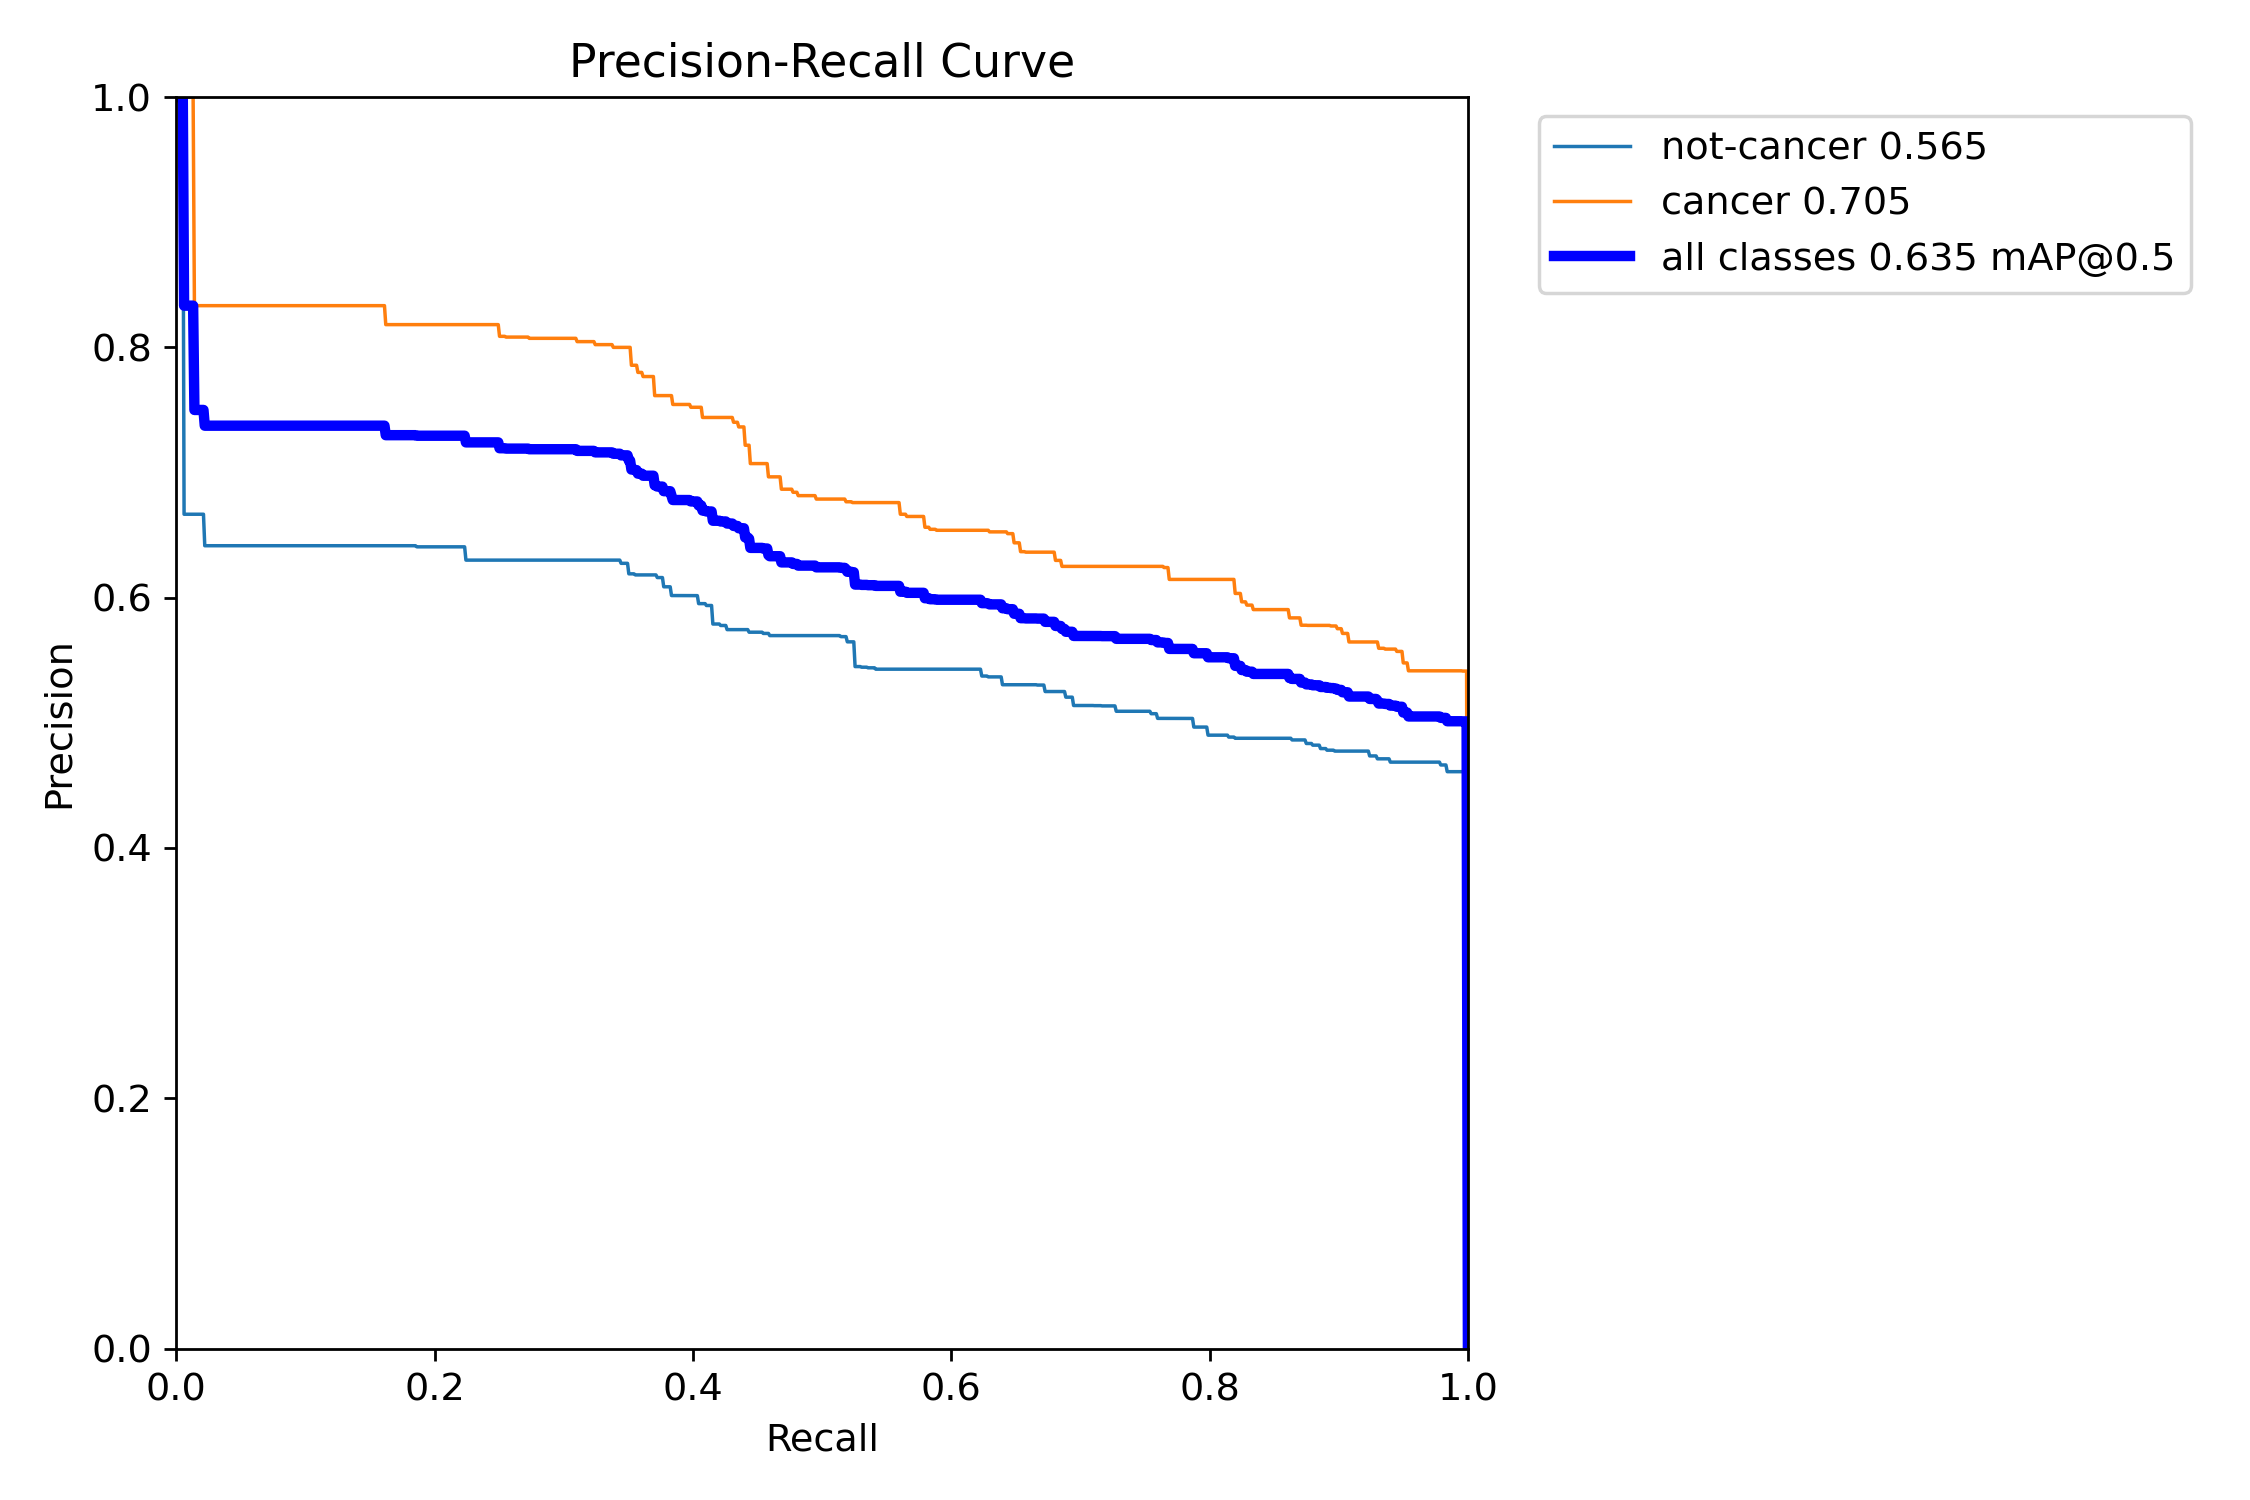 Precision-Recall Curve
not-cancer 0.565
cancer 0.705
all classes 0.635 mAP@0.5
1.0
0.8
0.6
0.4
0.2
0.0
Precision
0.0 0.2 0.4 0.6 0.8 1.0
Recall